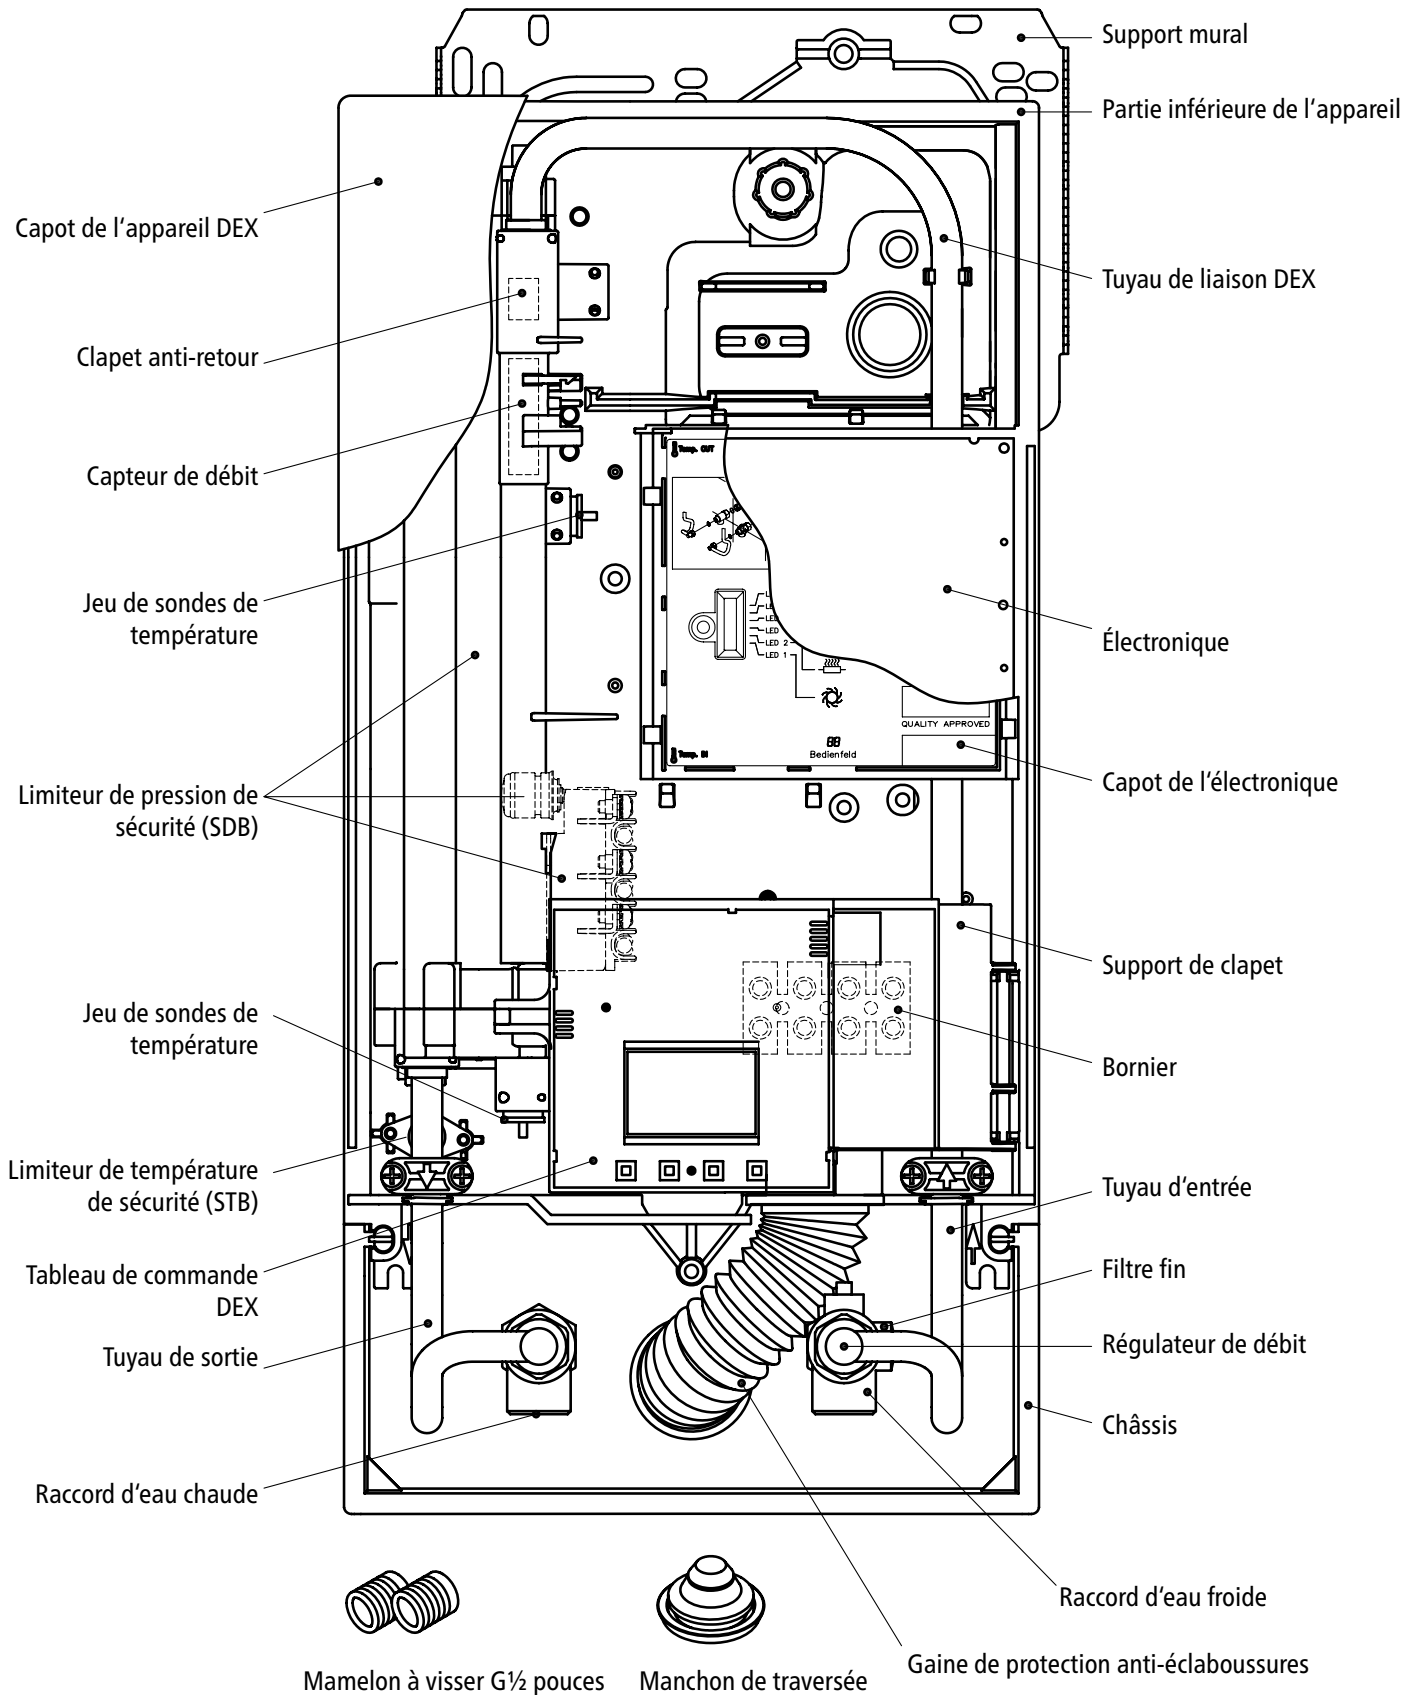 Support mural
Partie inférieure de l‘appareil
Capot de l‘appareil DEX
Tuyau de liaison DEX
Clapet anti-retour
Capteur de débit
Temp. OUT
Jeu de sondes de
température
LED
LED 2
LED 1
Électronique
QUALITY APPROVED
88
Bedienfeld
Temp. IN
Capot de l‘électronique
Limiteur de pression de
sécurité (SDB)
Support de clapet
Jeu de sondes de
température
Bornier
Limiteur de température
de sécurité (STB)
Tuyau d‘entrée
Tableau de commande
DEX
Filtre fin
Régulateur de débit
Tuyau de sortie
Châssis
Raccord d‘eau chaude
Raccord d‘eau froide
Gaine de protection anti-éclaboussures
Mamelon à visser G½ pouces
Manchon de traversée